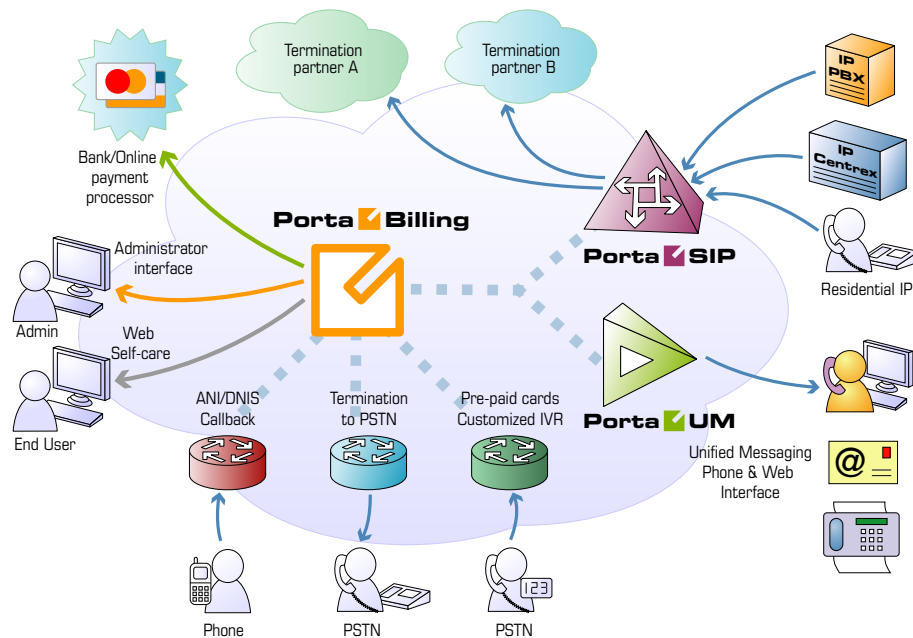 Termination
partner A
Termination
partner B
IP
PBX
IP
Centrex
Residential IP
Bank/Online
payment
processor
Porta Billing
Porta SIP
Administrator
interface
Admin
Web
Self-care
End User
ANI/DNIS
Callback
Termination
to PSTN
Pre-paid cards
Customized IVR
Porta UM
Unified Messaging
Phone & Web
Interface
@
123
Phone
PSTN
PSTN